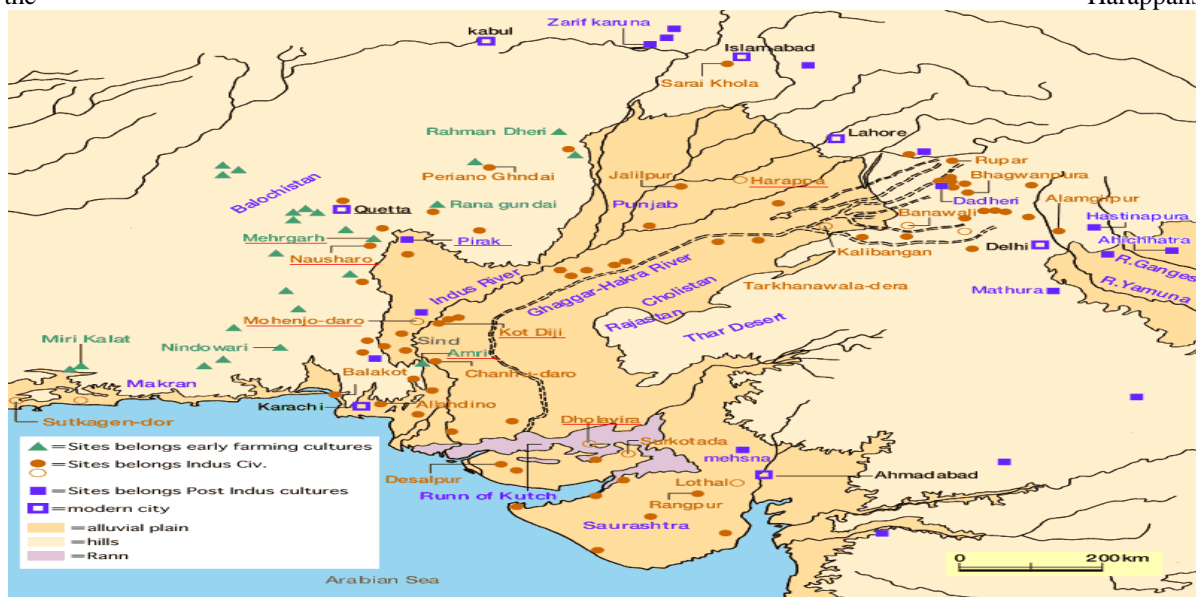 the
Harappans
Zarif karuna
kabul
Islamabad
Sarai Khola
Rahman Dheri
Lahore
Rupar
Periano Ghndai
Jalilpur
Harappa
Bhagwanpura
Balochistan
Quetta
Rana gundai
Punjab
Dadheri
Alamgirpur
Banawali
Hastinapura
Mehrgarh
Pirak
Nausharo
Kalibangan
Delhi
Ahichhatra
Indus River
Ghaggar-Hakra River
R.Ganges
Cholistan
Tarkhanawala-dera
Mathura
R.Yamuna
Mohenjo-daro
Kot Diji
Rajastan
Thar Desert
Miri Kalat
Nindowari
Sind
Amri
Makran
Balakot
Chanhu-daro
Karachi
Allahdino
Sutkagen-dor
Dholavira
=Sites belongs early farming cultures
Surkotada
=Sites belongs Indus Civ.
mehsna
Desalpur
Ahmadabad
=Sites belongs Post Indus cultures
Runn of Kutch
Lothal
=modern city
Rangpur
=alluvial plain
Saurashtra
=hills
=Rann
0 200km
Arabian Sea